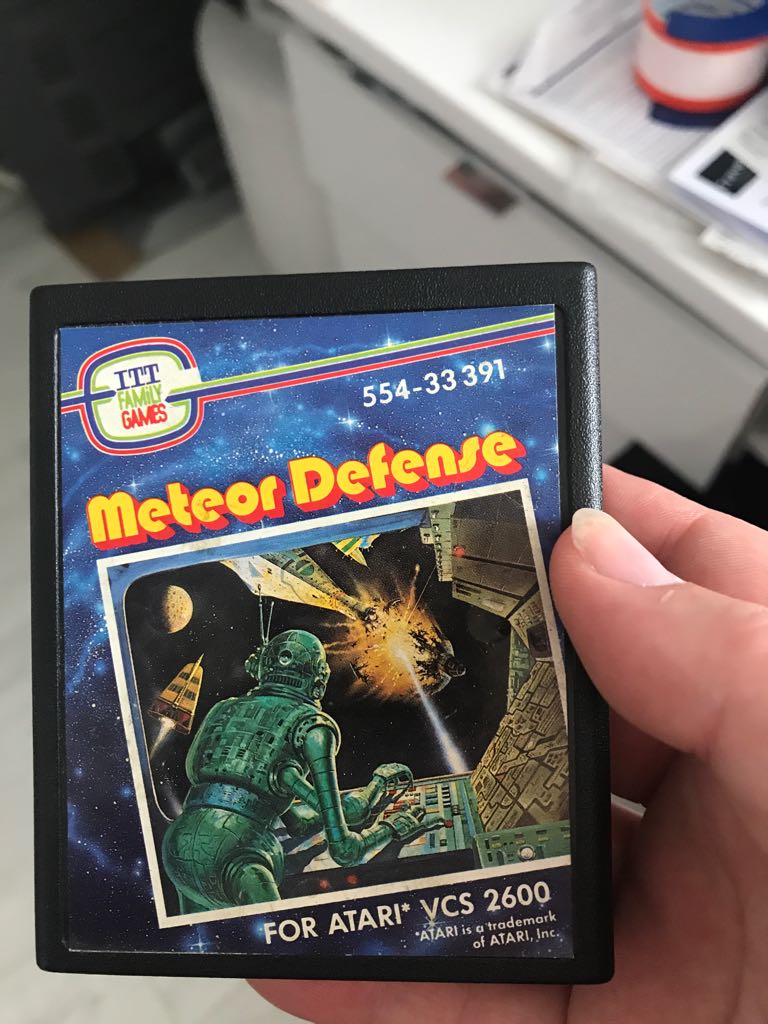 ITT
FAMILY
GAMES
554-33 391
Meteor Defense
FOR ATARI* VCS 2600
*ATARI is a trademark
of ATARI, Inc.